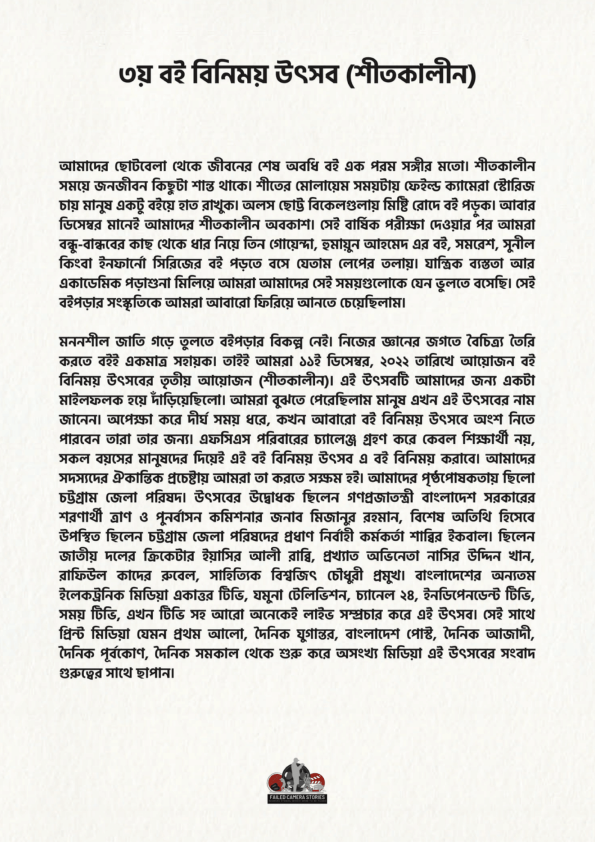 ৩য় বই বিনিময় উৎসব (শীতকালীন)
আমাদের ছোটবেলা থেকে জীবনের শেষ অবধি বই এক পরম সঙ্গীর মতো। শীতকালীন
সময়ে জনজীবন কিছুটা শান্ত থাকে। শীতের মোলায়েম সময়টায় ফেইল্ড ক্যামেরা স্টোরিজ
চায় মানুষ একটু বইয়ে হাত রাখুক। অলস ছোট্ট বিকেলগুলায় মিষ্টি রোদে বই পড়ুক। আবার
ডিসেম্বর মানেই আমাদের শীতকালীন অবকাশ। সেই বার্ষিক পরীক্ষা দেওয়ার পর আমরা
বন্ধু-বান্ধবের কাছ থেকে ধার নিয়ে তিন গোয়েন্দা, হুমায়ূন আহমেদ এর বই, সমরেশ, সুনীল
কিংবা ইনফার্নো সিরিজের বই পড়তে বসে যেতাম লেপের তলায়। যান্ত্রিক ব্যস্ততা আর
একাডেমিক পড়াশুনা মিলিয়ে আমরা আমাদের সেই সময়গুলোকে যেন ভুলতে বসেছি। সেই
বইপড়ার সংস্কৃতিকে আমরা আবারো ফিরিয়ে আনতে চেয়েছিলাম।
মননশীল জাতি গড়ে তুলতে বইপড়ার বিকল্প নেই। নিজের জ্ঞানের জগতে বৈচিত্র্য তৈরি
করতে বইই একমাত্র সহায়ক। তাইই আমরা ১১ই ডিসেম্বর, ২০২২ তারিখে আয়োজন বই
বিনিময় উৎসবের তৃতীয় আয়োজন (শীতকালীন)। এই উৎসবটি আমাদের জন্য একটা
মাইলফলক হয়ে দাঁড়িয়েছিলো। আমরা বুঝতে পেরেছিলাম মানুষ এখন এই উৎসবের নাম
জানেন। অপেক্ষা করে দীর্ঘ সময় ধরে, কখন আবারো বই বিনিময় উৎসবে অংশ নিতে
পারবেন তারা তার জন্য। এফসিএস পরিবারের চ্যালেঞ্জ গ্রহণ করে কেবল শিক্ষার্থী নয়,
সকল বয়সের মানুষদের দিয়েই এই বই বিনিময় উৎসব এ বই বিনিময় করাবে। আমাদের
সদস্যদের ঐকান্তিক প্রচেষ্টায় আমরা তা করতে সক্ষম হই। আমাদের পৃষ্ঠপোষকতায় ছিলো
চট্টগ্রাম জেলা পরিষদ। উৎসবের উদ্বোধক ছিলেন গণপ্রজাতন্ত্রী বাংলাদেশ সরকারের
শরণার্থী ত্রাণ ও পূনর্বাসন কমিশনার জনাব মিজানুর রহমান, বিশেষ অতিথি হিসেবে
উপস্থিত ছিলেন চট্টগ্রাম জেলা পরিষদের প্রধাণ নির্বাহী কর্মকর্তা শাব্বির ইকবাল। ছিলেন
জাতীয় দলের ক্রিকেটার ইয়াসির আলী রাব্বি, প্রখ্যাত অভিনেতা নাসির উদ্দিন খান,
রাফিউল কাদের রুবেল, সাহিত্যিক বিশ্বজিৎ চৌধুরী প্রমুখ। বাংলাদেশের অন্যতম
ইলেকট্রনিক মিডিয়া একাত্তর টিভি, যমুনা টেলিভিশন, চ্যানেল ২৪, ইনডিপেনডেন্ট টিভি,
সময় টিভি, এখন টিভি সহ আরো অনেকেই লাইভ সম্প্রচার করে এই উৎসব। সেই সাথে
প্রিন্ট মিডিয়া যেমন প্রথম আলো, দৈনিক যুগান্তর, বাংলাদেশ পোস্ট, দৈনিক আজাদী,
দৈনিক পূর্বকোণ, দৈনিক সমকাল থেকে শুরু করে অসংখ্য মিডিয়া এই উৎসবের সংবাদ
গুরুত্বের সাথে ছাপান।
FAILED CAMERA STORIES